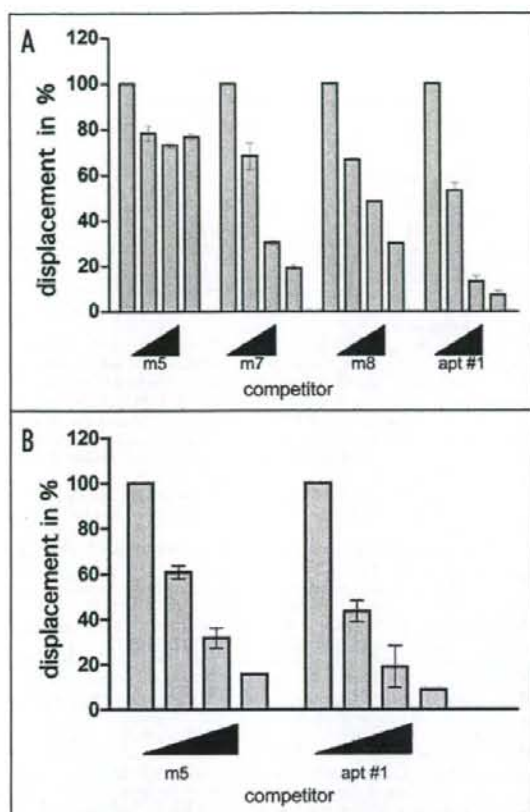 A
displacement in %
120
100
80
60
40
20
0
m5 m7 m8 apt #1
competitor
B
displacement in %
120
100
80
60
40
20
0
m5 apt #1
competitor